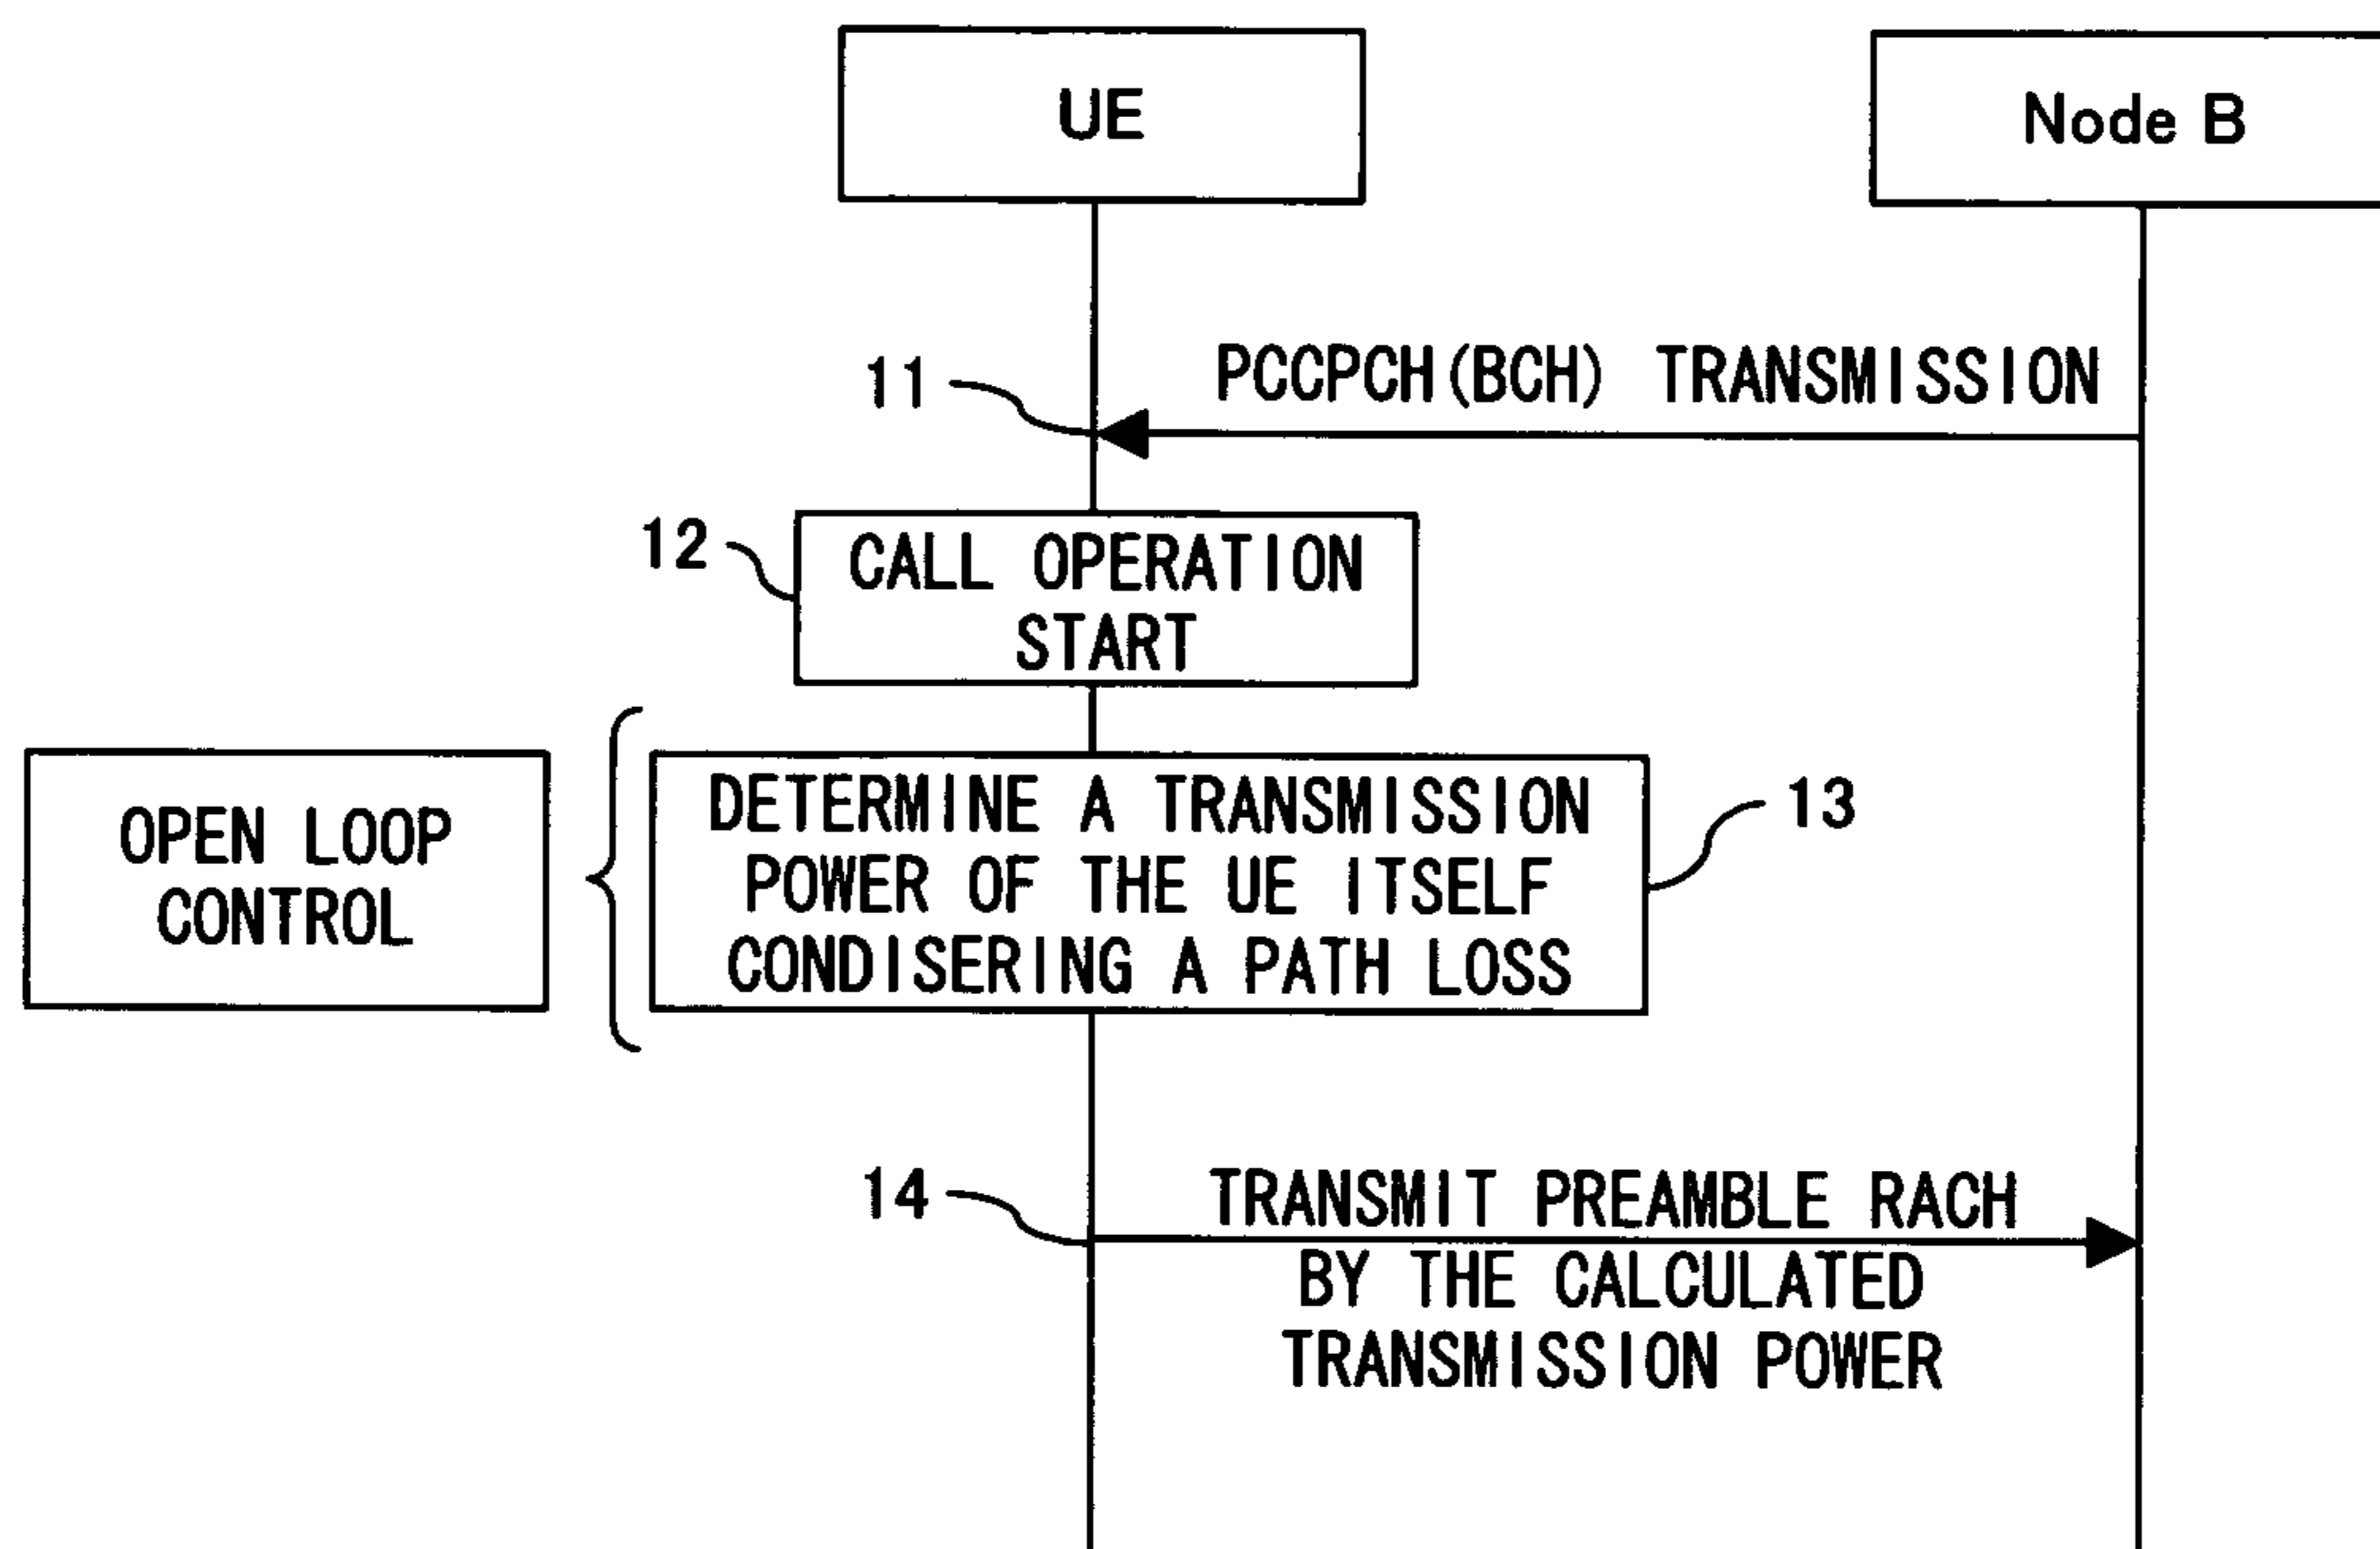 UE
Node B
11
PCCPCH(BCH) TRANSMISSION
12
CALL OPERATION
START
OPEN LOOP
CONTROL
DETERMINE A TRANSMISSION
POWER OF THE UE ITSELF
CONDISERING A PATH LOSS
13
14
TRANSMIT PREAMBLE RACH
BY THE CALCULATED
TRANSMISSION POWER